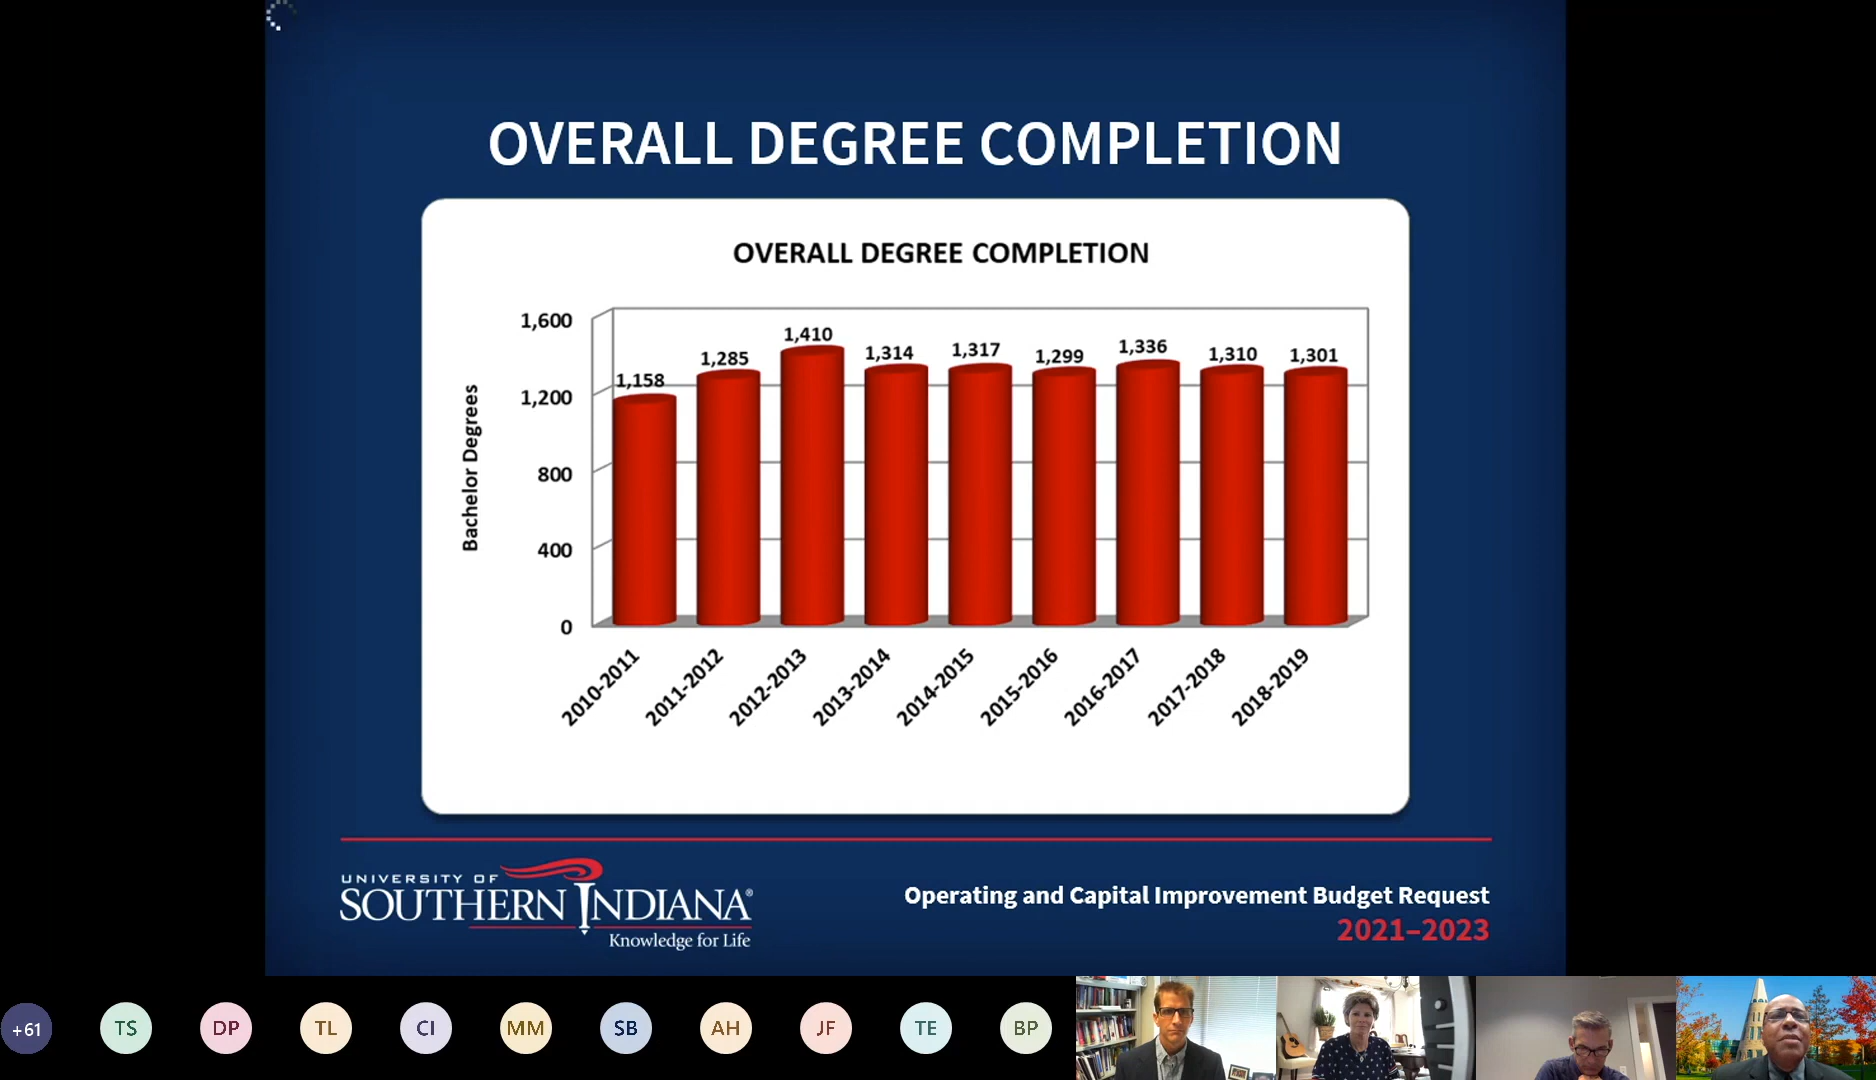 OVERALL DEGREE COMPLETION
OVERALL DEGREE COMPLETION
Bachelor Degrees
1,600
1,200
800
400
0
1,158
1,285
1,410
1,314
1,317
1,299
1,336
1,310
1,301
2010-2011
2011-2012
2012-2013
2013-2014
2014-2015
2015-2016
2016-2017
2017-2018
2018-2019
UNIVERSITY OF
SOUTHERN INDIANA®
Knowledge for Life
Operating and Capital Improvement Budget Request
2021–2023
+61
TS
DP
TL
CI
MM
SB
AH
JF
TE
BP